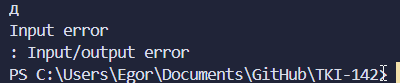 д
Input error
: Input/output error
PS C:\Users\Egor\Documents\GitHub\TKI-142>